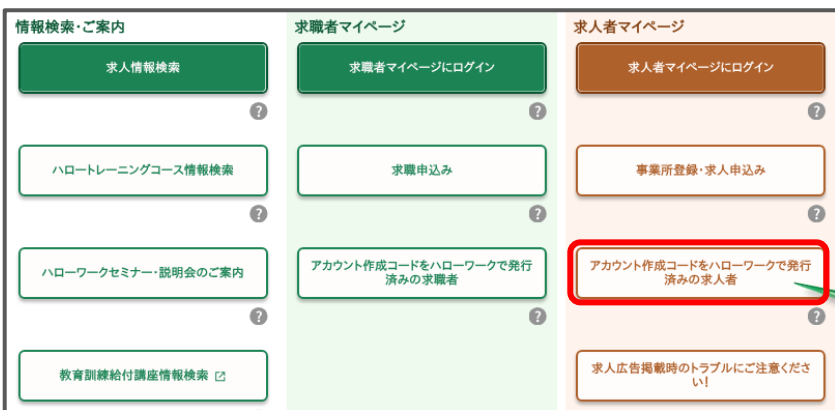 情報検索・ご案内
求人情報検索
?
ハロートレーニングコース情報検索
?
ハローワークセミナー・説明会のご案内
?
教育訓練給付講座情報検索
求職者マイページ
求職者マイページにログイン
?
求職申込み
?
アカウント作成コードをハローワークで発行
済みの求職者
?
求人者マイページ
求人者マイページにログイン
?
事業所登録・求人申込み
?
アカウント作成コードをハローワークで発行
済みの求人者
?
求人広告掲載時のトラブルにご注意くださ
い!